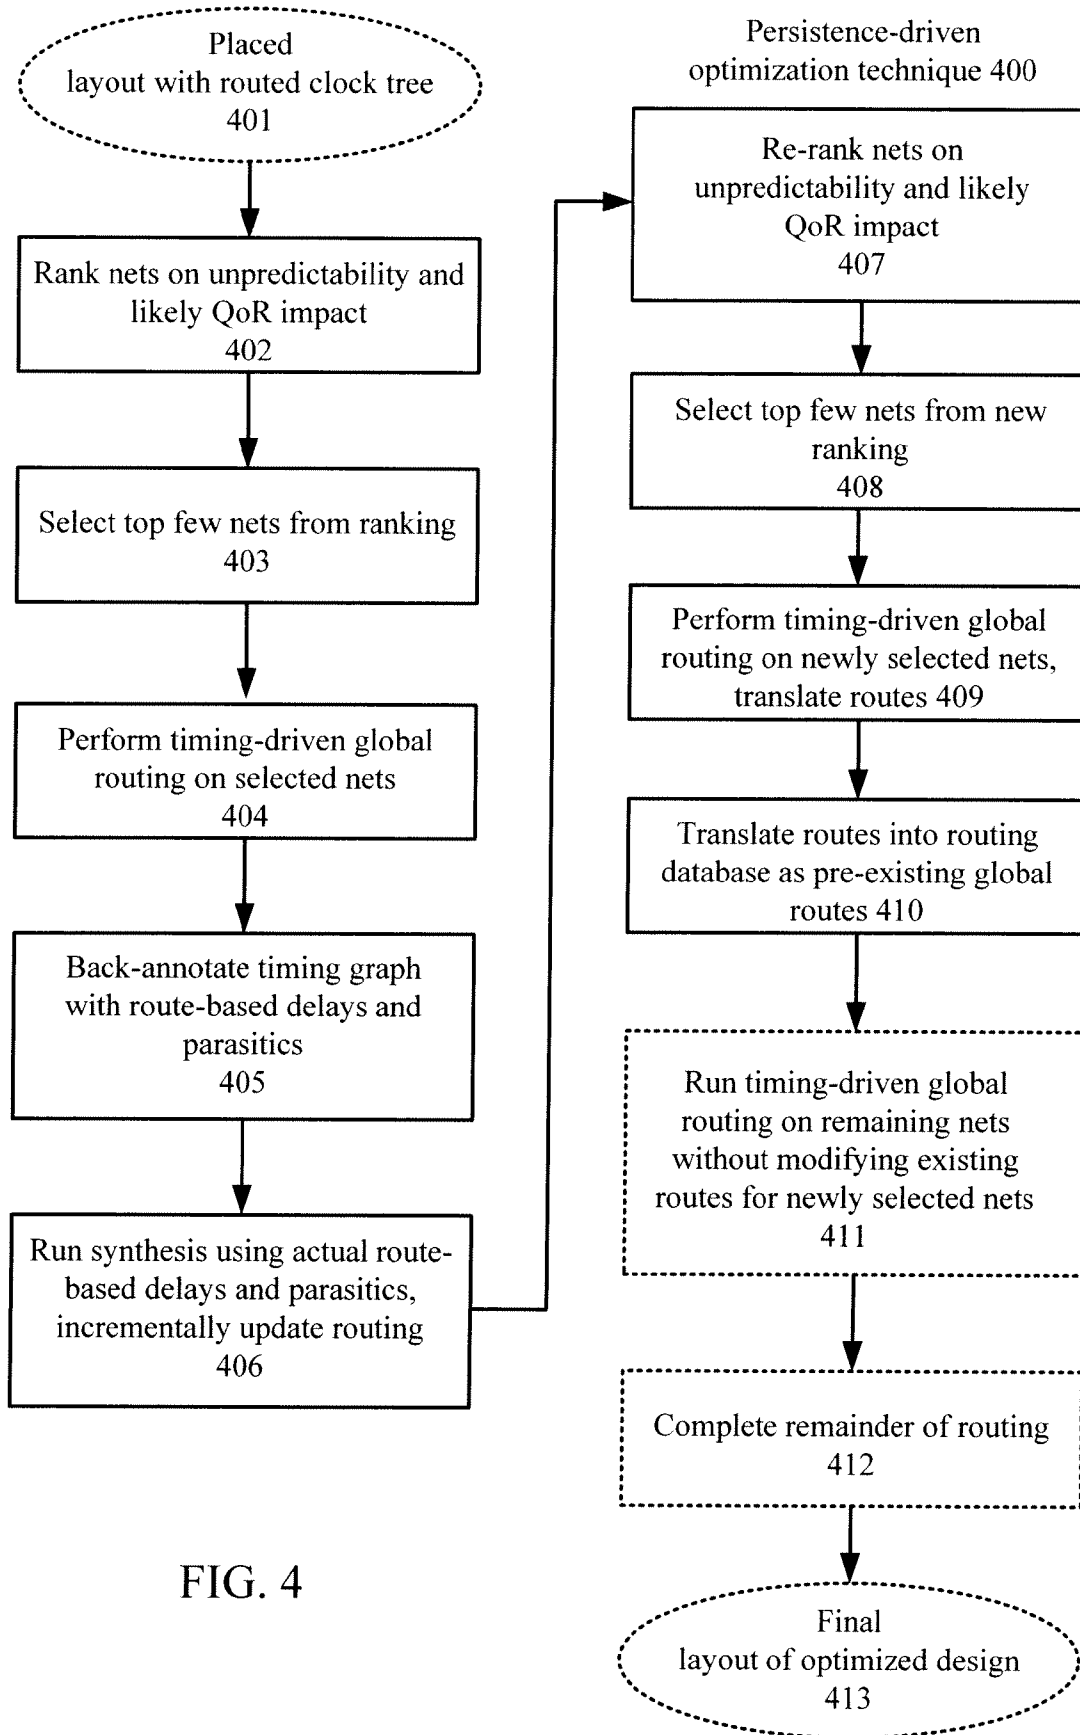 Placed
layout with routed clock tree
401
Rank nets on unpredictability and
likely QoR impact
402
Select top few nets from ranking
403
Perform timing-driven global
routing on selected nets
404
Back-annotate timing graph
with route-based delays and
parasitics
405
Run synthesis using actual route-
based delays and parasitics,
incrementally update routing
406
FIG. 4
Persistence-driven
optimization technique 400
Re-rank nets on
unpredictability and likely
QoR impact
407
Select top few nets from new
ranking
408
Perform timing-driven global
routing on newly selected nets,
translate routes 409
Translate routes into routing
database as pre-existing global
routes 410
Run timing-driven global
routing on remaining nets
without modifying existing
routes for newly selected nets
411
Complete remainder of routing
412
Final
layout of optimized design
413